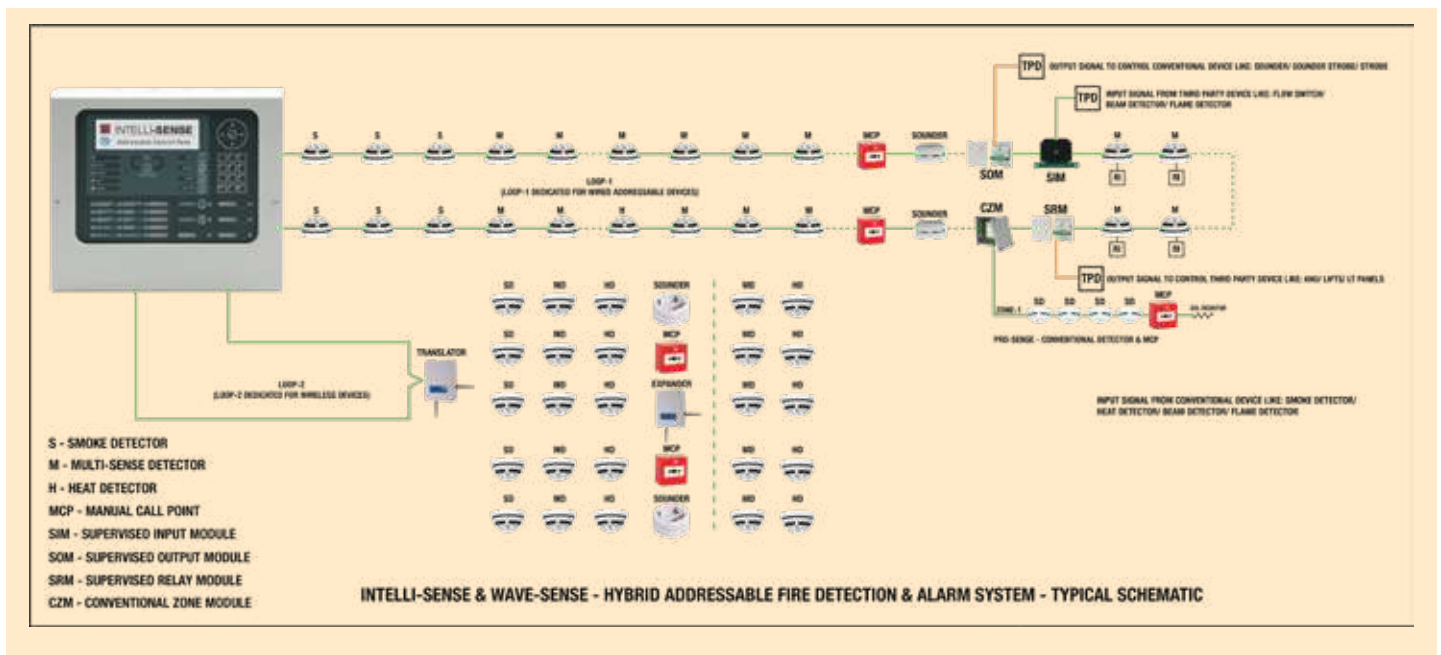 TPD OUTPUT SIGNAL TO CONTROL CONVENTIONAL DEVICE LIKE: SOUNDER/ SOUNDER STROBE/ STROBE
TPD INPUT SIGNAL FROM THIRD PARTY DEVICE LIKE: FLOW SWITCH/
BEAM DETECTOR/ FLAME DETECTOR
INTELLI-SENSE
Addressable Control Panel
S S S M M M M M M MCP SOUNDER M M
SOM SIM RI RI
LOOP-1
(LOOP-1 DEDICATED FOR WIRED ADDRESSABLE DEVICES)
S S S M M H M M M MCP SOUNDER CZM SRM M M
RI RI
TPD OUTPUT SIGNAL TO CONTROL THIRD PARTY DEVICE LIKE: AHU/ LIFTS/ LT PANELS
SD MD HD SOUNDER MD HD
ZONE-1 SD SD SD SD MCP EOL RESISTOR
PRO-SENSE - CONVENTIONAL DETECTOR & MCP
SD MD HD MCP MD HD
TRANSLATOR
LOOP-2
(LOOP-2 DEDICATED FOR WIRELESS DEVICES)
SD MD HD EXPANDER MD HD
INPUT SIGNAL FROM CONVENTIONAL DEVICE LIKE: SMOKE DETECTOR/
HEAT DETECTOR/ BEAM DETECTOR/ FLAME DETECTOR
SD MD HD MCP MD HD
SD MD HD SOUNDER MD HD
S - SMOKE DETECTOR
M - MULTI-SENSE DETECTOR
H - HEAT DETECTOR
MCP - MANUAL CALL POINT
SIM - SUPERVISED INPUT MODULE
SOM - SUPERVISED OUTPUT MODULE
SRM - SUPERVISED RELAY MODULE
CZM - CONVENTIONAL ZONE MODULE
INTELLI-SENSE & WAVE-SENSE - HYBRID ADDRESSABLE FIRE DETECTION & ALARM SYSTEM - TYPICAL SCHEMATIC